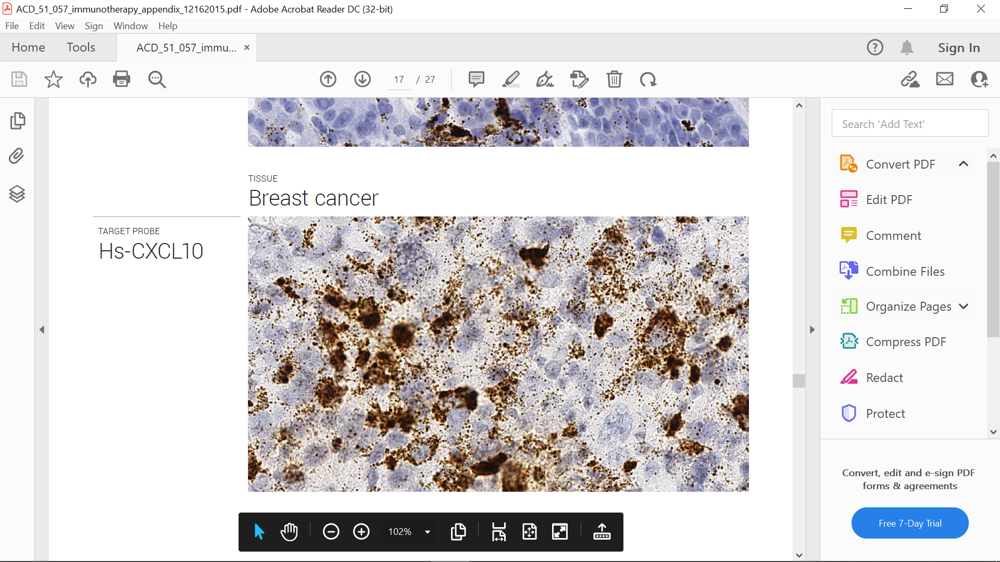 ACD_51_057_immunotherapy_appendix_12162015.pdf - Adobe Acrobat Reader DC (32-bit)
File Edit View Sign Window Help
Home Tools ACD_51_057_immu... × Sign In
17 / 27
Search 'Add Text'
Convert PDF
Edit PDF
Comment
Combine Files
Organize Pages
Compress PDF
Redact
Protect
Convert, edit and e-sign PDF
forms & agreements
Free 7-Day Trial
TISSUE
Breast cancer
TARGET PROBE
Hs-CXCL10
102%